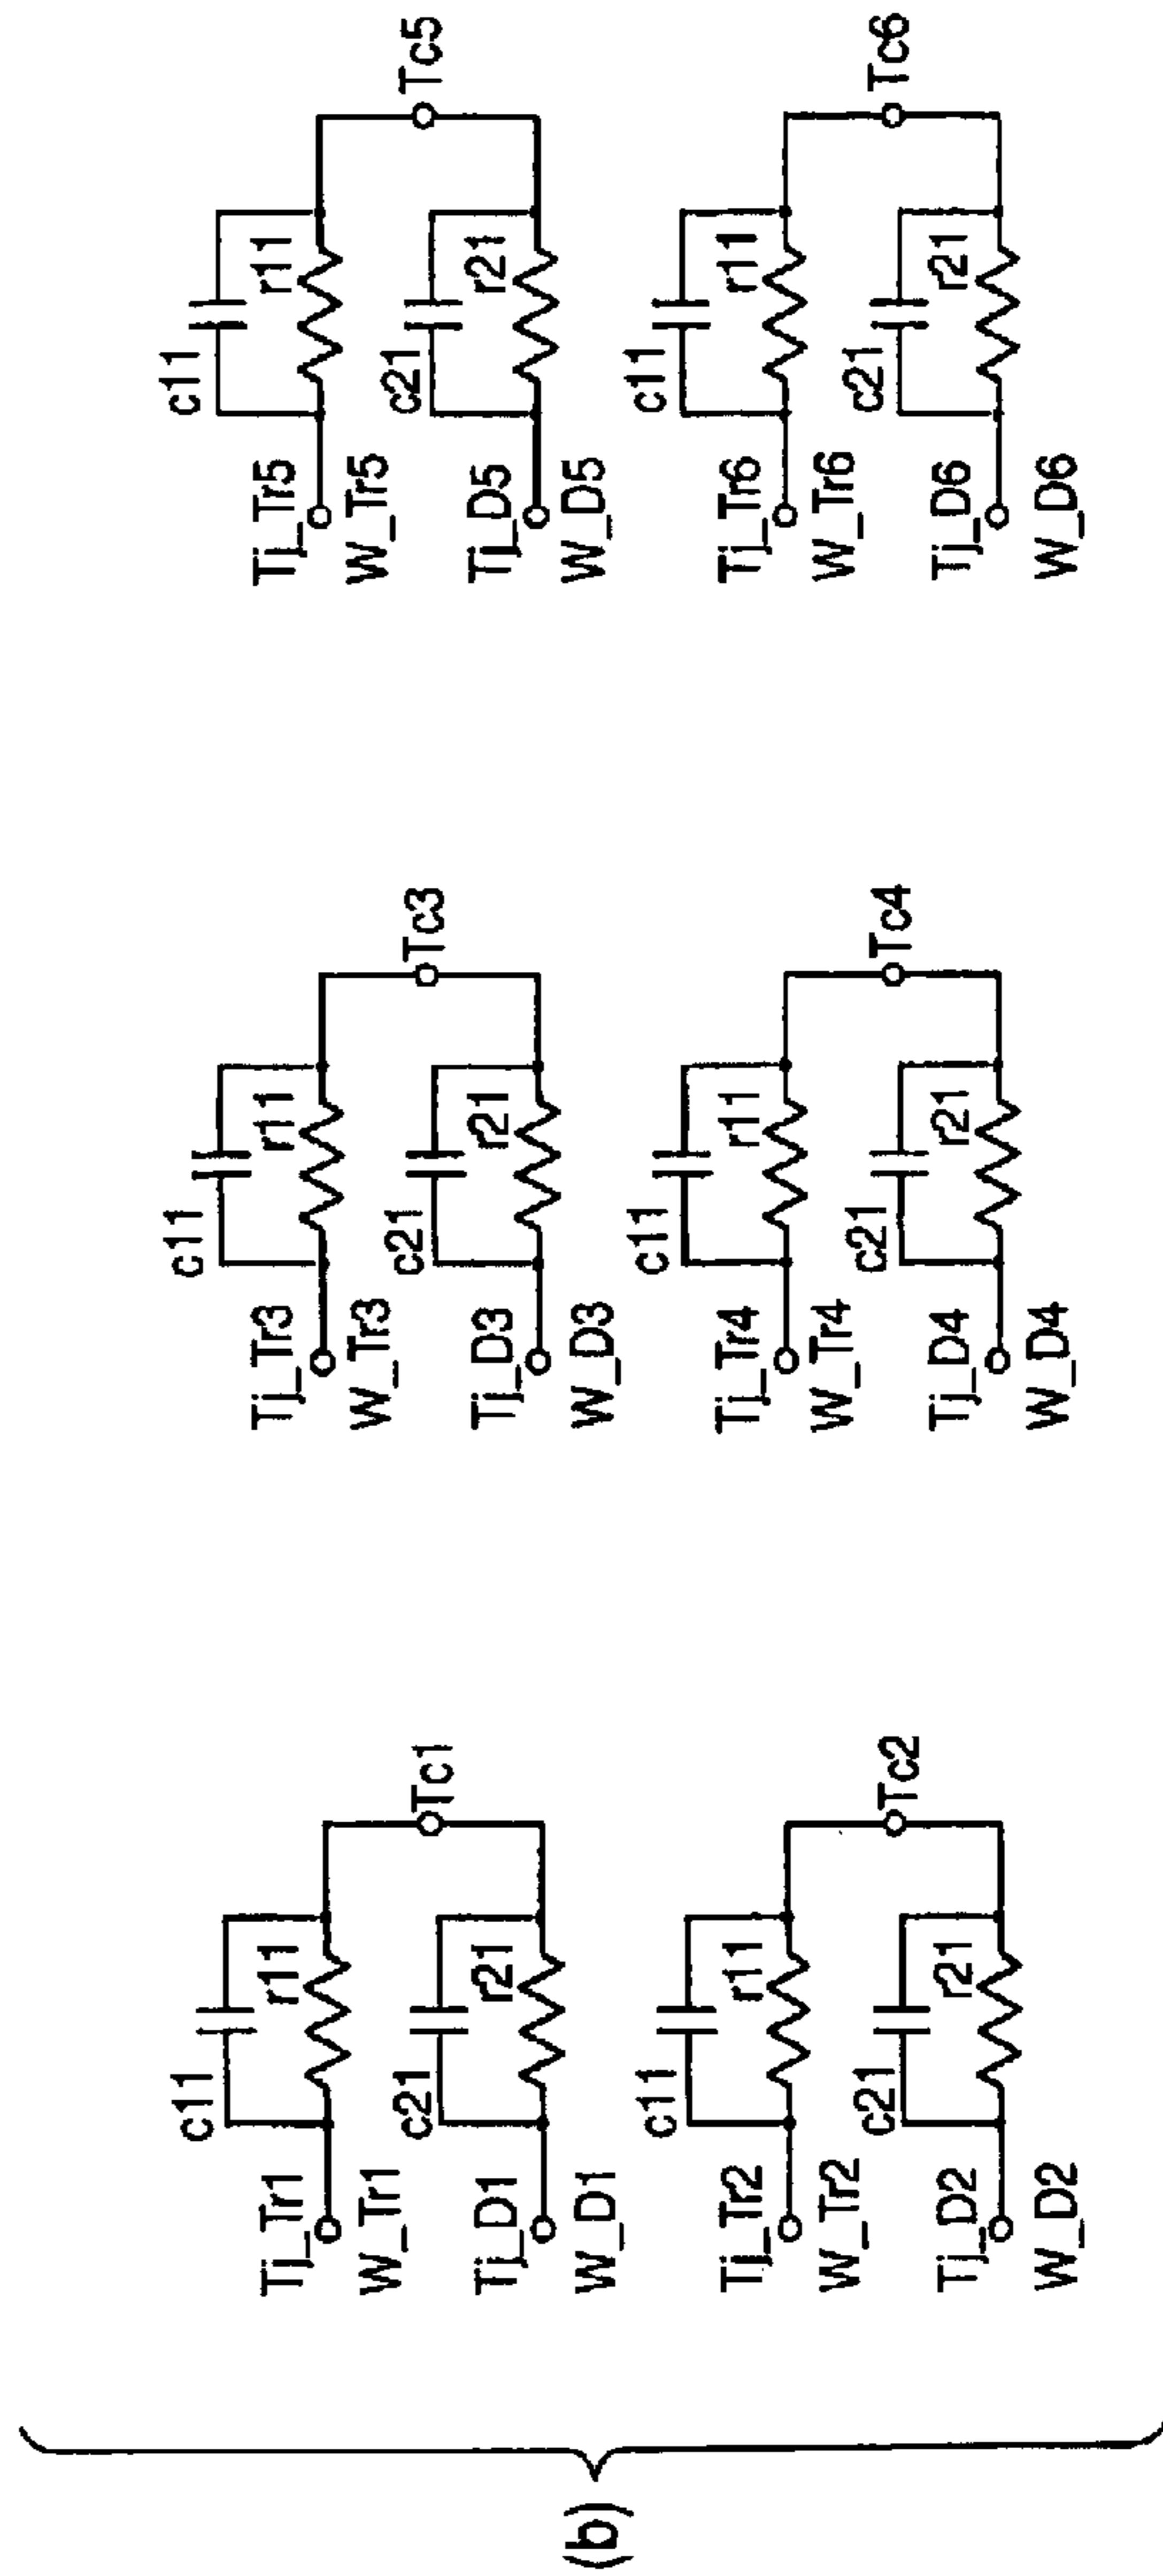 (b)
c11
r11
Tj_Tr1
W_Tr1
Tc1
c21
r21
Tj_D1
W_D1
c11
r11
Tj_Tr2
W_Tr2
Tc2
c21
r21
Tj_D2
W_D2
c11
r11
Tj_Tr3
W_Tr3
Tc3
c21
r21
Tj_D3
W_D3
c11
r11
Tj_Tr4
W_Tr4
Tc4
c21
r21
Tj_D4
W_D4
c11
r11
Tj_Tr5
W_Tr5
Tc5
c21
r21
Tj_D5
W_D5
c11
r11
Tj_Tr6
W_Tr6
Tc6
c21
r21
Tj_D6
W_D6